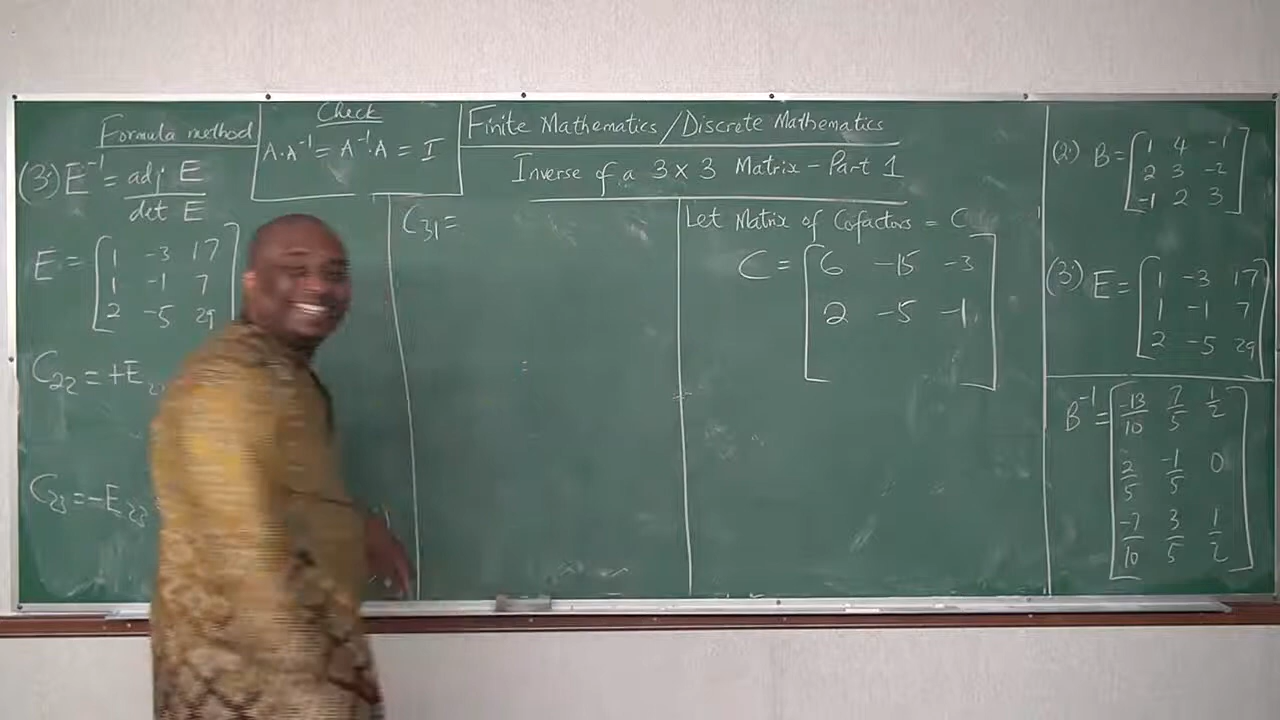 Formula method
(3) E⁻¹ = adj E
det E
E = 1 -3 17
1 -1 7
2 -5 29
C₂₂ = +E₂₂
C₂₃ = -E₂₃
Check
A·A⁻¹ = A⁻¹·A = I
Finite Mathematics / Discrete Mathematics
Inverse of a 3 x 3 Matrix - Part 1
C₃₁ =
Let Matrix of Cofactors = C
C = 6 -15 -3
2 -5 -1
(2) B = 1 4 -1
2 3 -2
-1 2 3
(3) E = 1 -3 17
1 -1 7
2 -5 29
B⁻¹ = -13/10 7/5 1/2
2/5 -1/5 0
-7/10 3/5 1/2